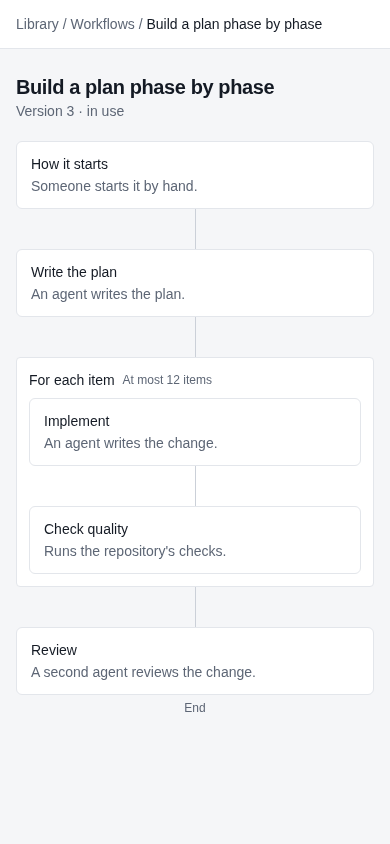 Library / Workflows / Build a plan phase by phase
Build a plan phase by phase
Version 3 · in use
How it starts
Someone starts it by hand.
Write the plan
An agent writes the plan.
For each item At most 12 items
Implement
An agent writes the change.
Check quality
Runs the repository's checks.
Review
A second agent reviews the change.
End